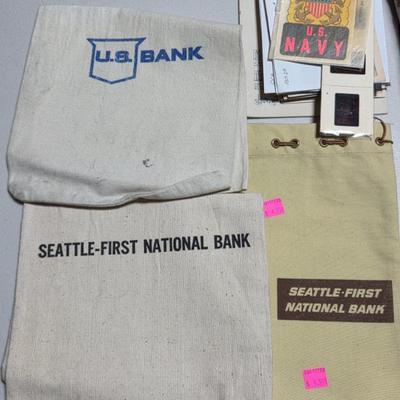 U.S. BANK
U.S.
NAVY
SEATTLE-FIRST NATIONAL BANK
SEATTLE-FIRST
NATIONAL BANK